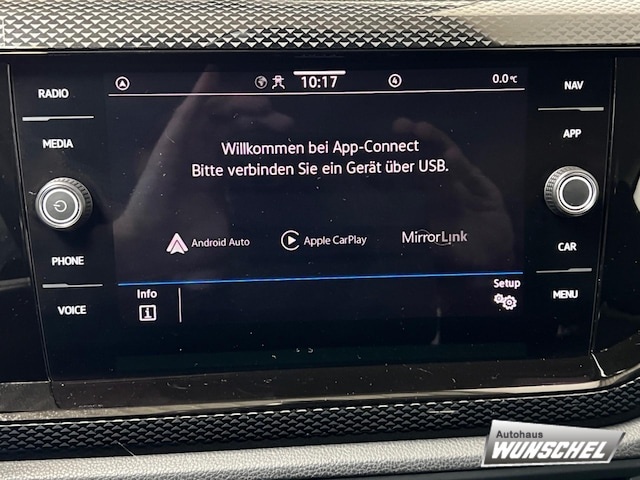 RADIO
MEDIA
PHONE
VOICE
10:17
4
0.0°C
Willkommen bei App-Connect
Bitte verbinden Sie ein Gerät über USB.
Android Auto
Apple CarPlay
MirrorLink
Info
Setup
NAV
APP
CAR
MENU
Autohaus
WUNSCHEL